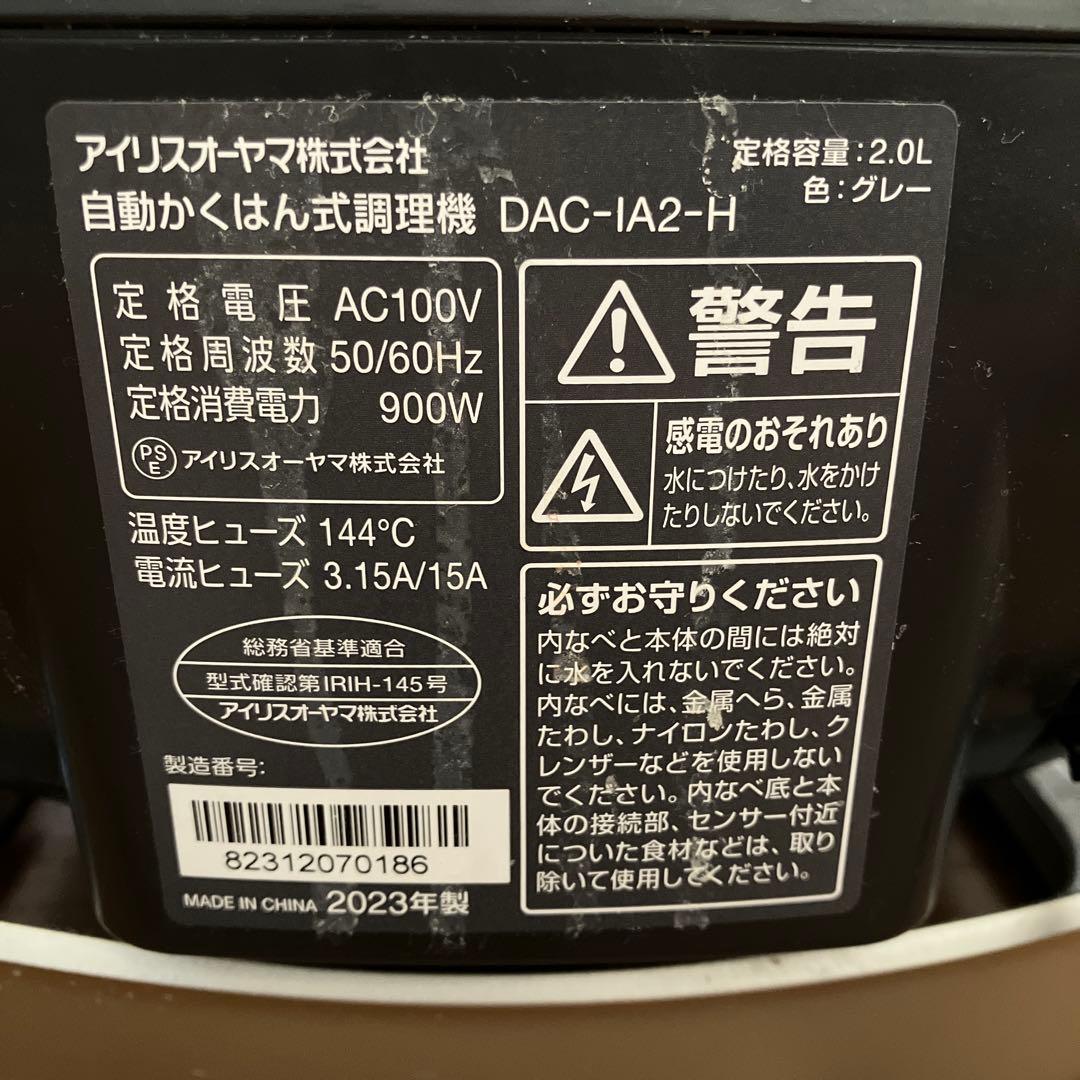 アイリスオーヤマ株式会社
定格容量:2.0L
自動かくはん式調理機 DAC-IA2-H
色:グレー
定格電圧 AC100V
定格周波数 50/60Hz
定格消費電力 900W
PSE アイリスオーヤマ株式会社
温度ヒューズ 144℃
電流ヒューズ 3.15A/15A
総務省基準適合
型式確認第IRIH-145号
アイリスオーヤマ株式会社
製造番号:
82312070186
MADE IN CHINA 2023年製
警告
感電のおそれあり
水につけたり、水をかけ
たりしないでください。
必ずお守りください
内なべと本体の間には絶対
に水を入れないでください。
内なべには、金属へら、金属
たわし、ナイロンたわし、ク
レンザーなどを使用しない
でください。内なべ底と本
体の接続部、センサー付近
についた食材などは、取り
除いて使用してください。